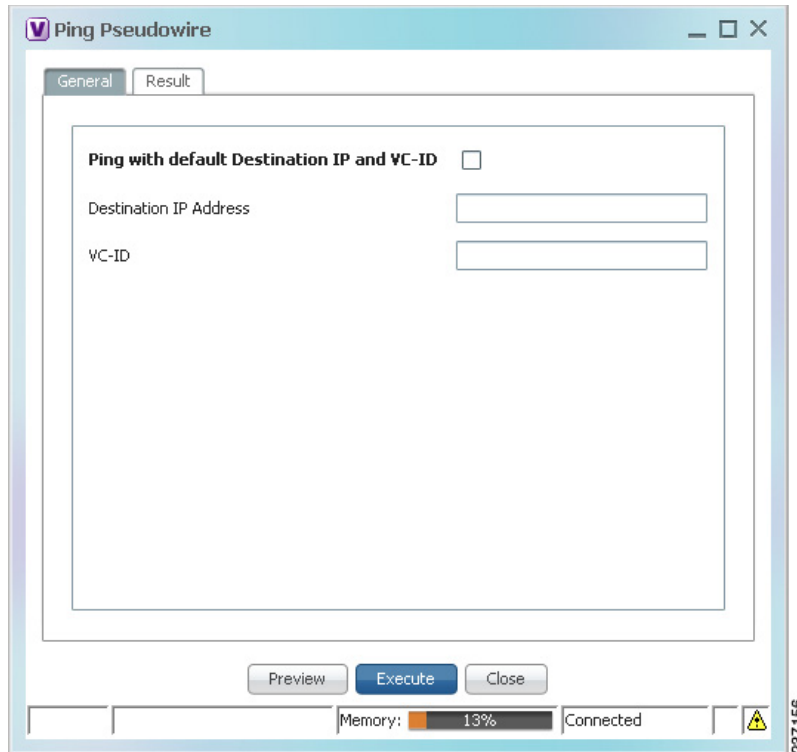 V Ping Pseudowire
General Result
Ping with default Destination IP and VC-ID
Destination IP Address
VC-ID
Preview Execute Close
Memory: 13% Connected